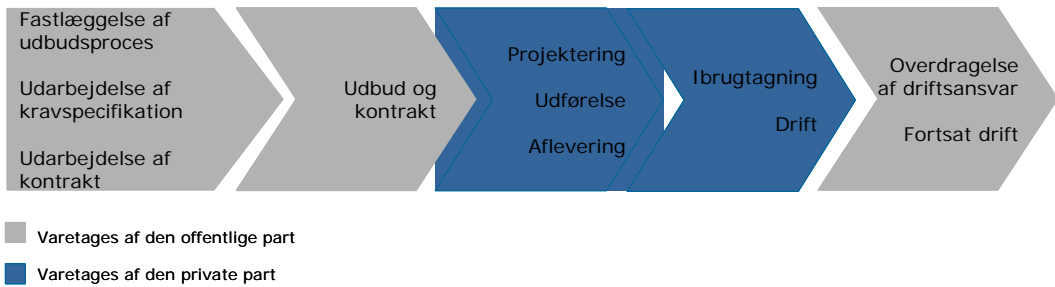 Fastlæggelse af
udbudsproces
Udarbejdelse af
kravspecifikation
Udarbejdelse af
kontrakt
Udbud og
kontrakt
Projektering
Udførelse
Aflevering
Ibrugtagning
Drift
Overdragelse
af driftsansvar
Fortsat drift
Varetages af den offentlige part
Varetages af den private part